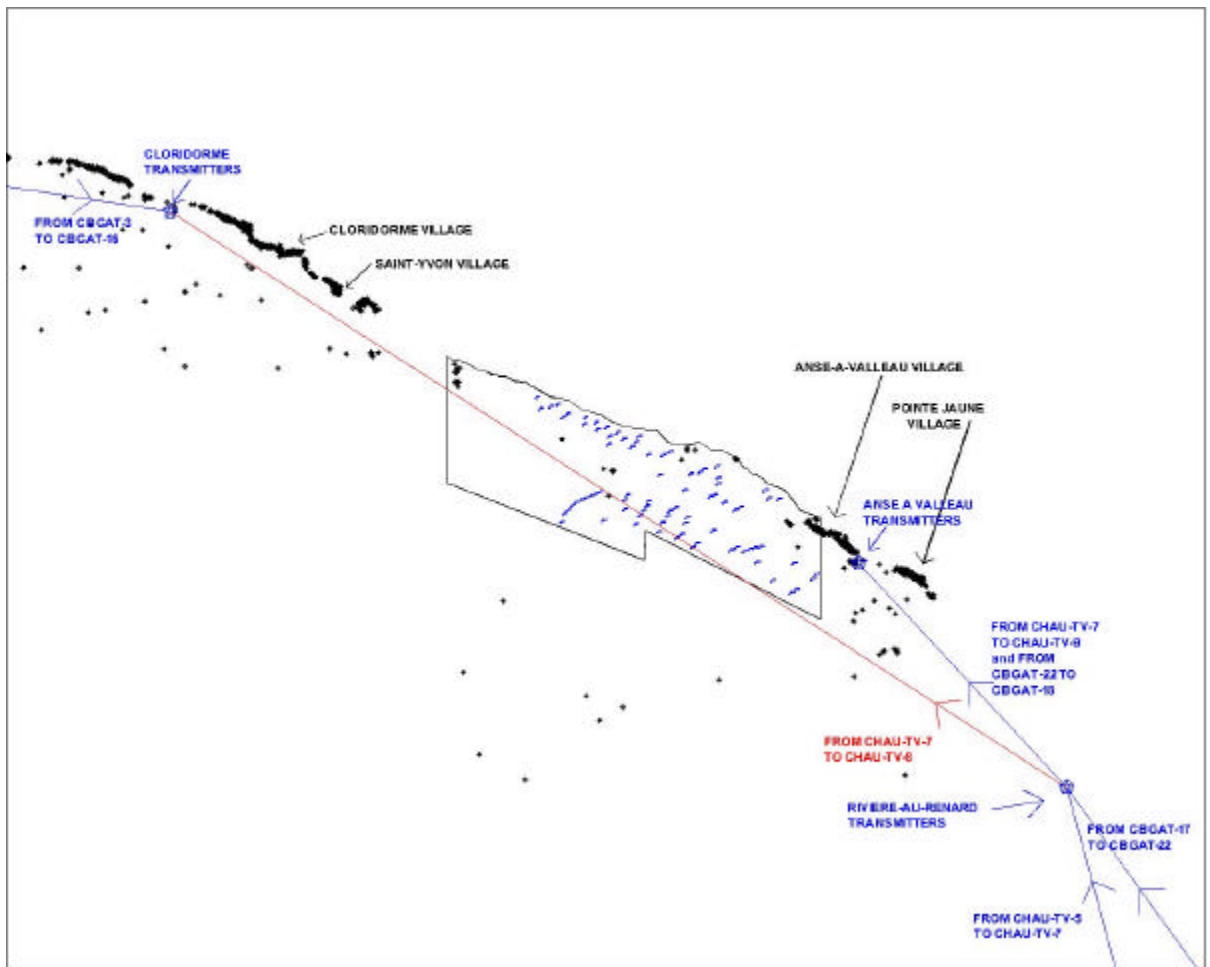 CLORIDORME
TRANSMITTERS
FROM CBGAT-3
TO CBGAT-16
CLORIDORME VILLAGE
SAINT-YVON VILLAGE
ANSE-A-VALLEAU VILLAGE
POINTE JAUNE
VILLAGE
ANSE A VALLEAU
TRANSMITTERS
FROM CHAU-TV-7
TO CHAU-TV-9
and FROM
CBGAT-22 TO
CBGAT-18
FROM CHAU-TV-7
TO CHAU-TV-8
RIVIERE-AU-RENARD
TRANSMITTERS
FROM CBGAT-17
TO CBGAT-22
FROM CHAU-TV-5
TO CHAU-TV-7